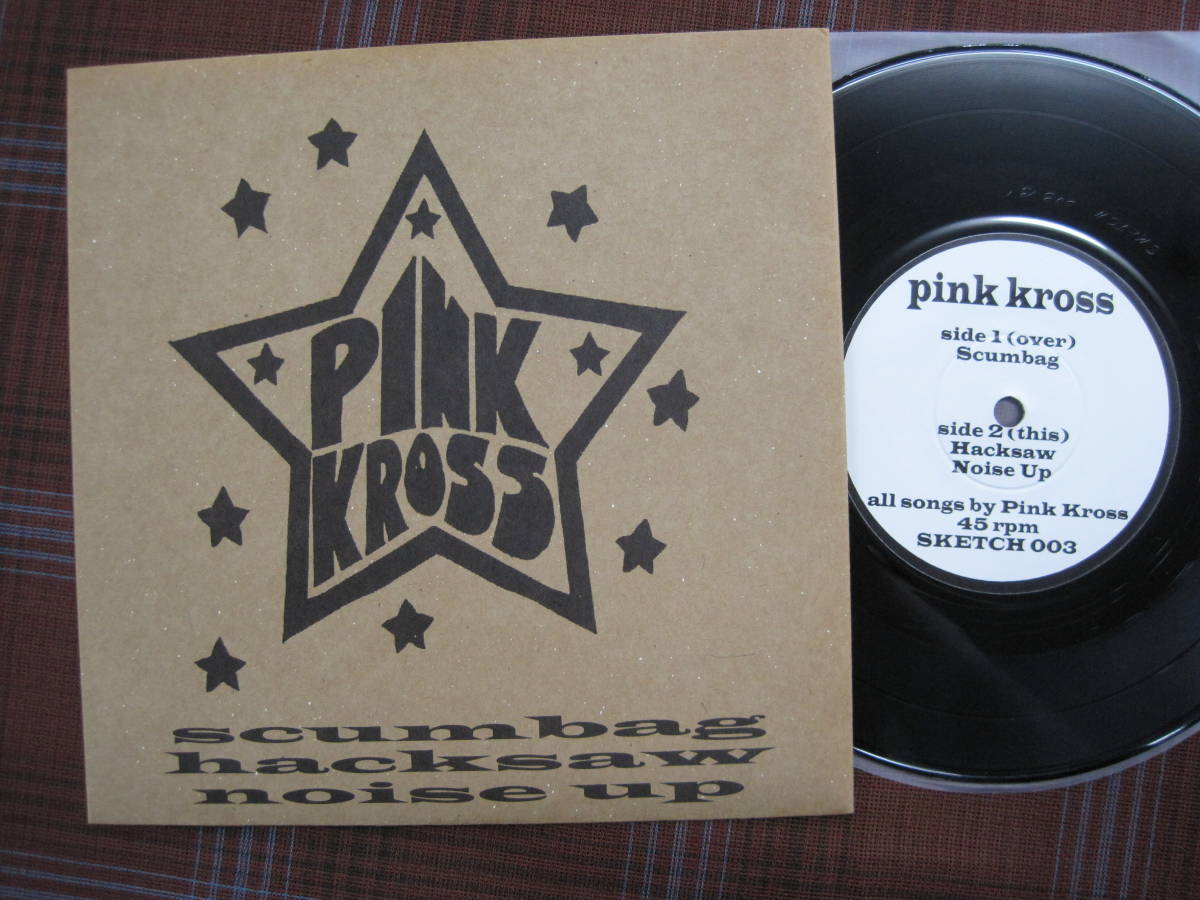 PINK
KROSS
scumbag
hacksaw
noise up
pink kross
side 1 (over)
Scumbag
side 2 (this)
Hacksaw
Noise Up
all songs by Pink Kross
45 rpm
SKETCH 003